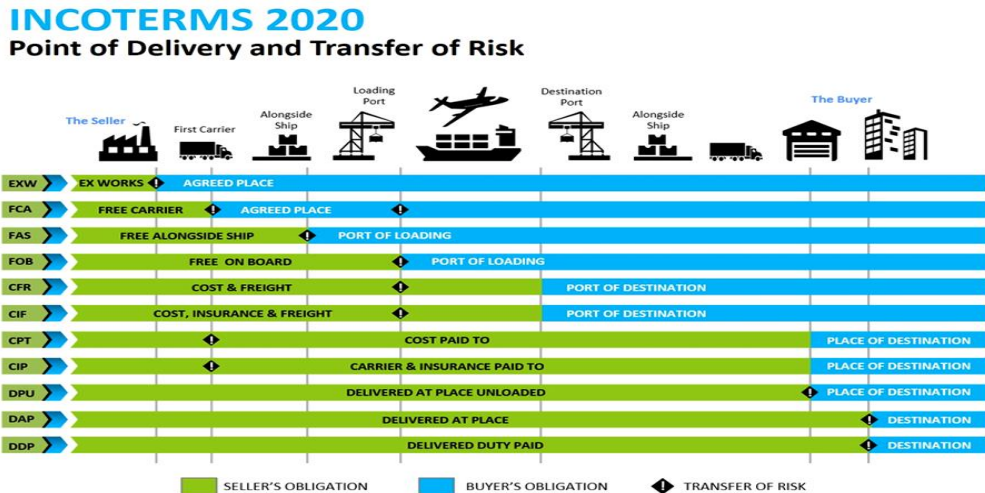 INCOTERMS 2020
Point of Delivery and Transfer of Risk
The Seller
First Carrier
Alongside
Ship
Loading
Port
Destination
Port
Alongside
Ship
The Buyer
EXW EX WORKS AGREED PLACE
FCA FREE CARRIER AGREED PLACE
FAS FREE ALONGSIDE SHIP PORT OF LOADING
FOB FREE ON BOARD PORT OF LOADING
CFR COST & FREIGHT PORT OF DESTINATION
CIF COST, INSURANCE & FREIGHT PORT OF DESTINATION
CPT COST PAID TO PLACE OF DESTINATION
CIP CARRIER & INSURANCE PAID TO PLACE OF DESTINATION
DPU DELIVERED AT PLACE UNLOADED PLACE OF DESTINATION
DAP DELIVERED AT PLACE DESTINATION
DDP DELIVERED DUTY PAID DESTINATION
SELLER'S OBLIGATION BUYER'S OBLIGATION TRANSFER OF RISK